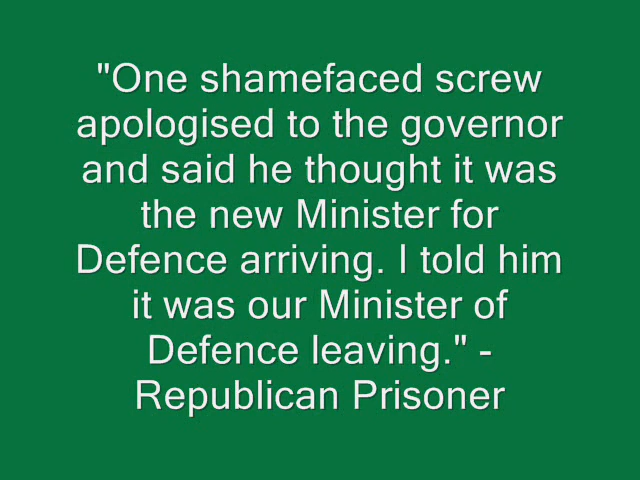 "One shamefaced screw
apologised to the governor
and said he thought it was
the new Minister for
Defence arriving. I told him
it was our Minister of
Defence leaving." -
Republican Prisoner